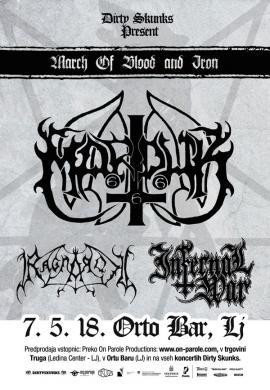 Dirty Skunks
Present
March Of Blood and Iron
MARDUK
666
RAGNAROK
INFERNAL
WAR
7. 5. 18. Orto Bar, Lj
Predprodaja vstopnic: Preko On Parole Productions: www.on-parole.com, v trgovini
Truga (Ledina Center - LJ), v Ortu Baru (LJ) in na vseh koncertih Dirty Skunks.